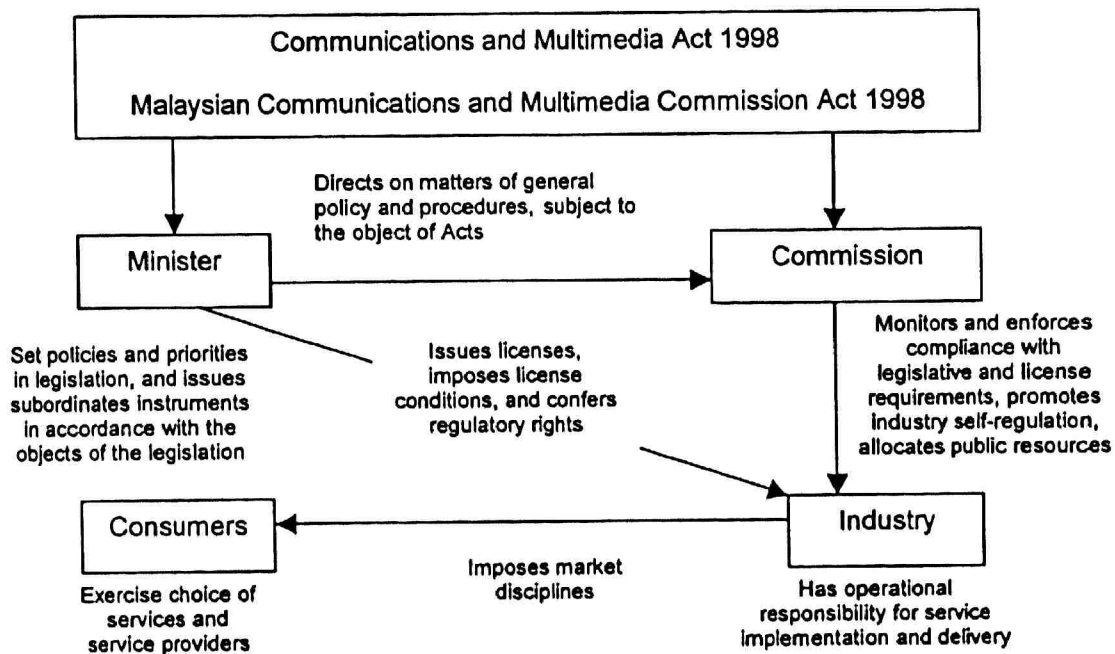 Communications and Multimedia Act 1998
Malaysian Communications and Multimedia Commission Act 1998
Directs on matters of general
policy and procedures, subject to
the object of Acts
Minister
Commission
Set policies and priorities
in legislation, and issues
subordinates instruments
in accordance with the
objects of the legislation
Issues licenses,
imposes license
conditions, and confers
regulatory rights
Monitors and enforces
compliance with
legislative and license
requirements, promotes
industry self-regulation,
allocates public resources
Consumers
Industry
Imposes market
disciplines
Exercise choice of
services and
service providers
Has operational
responsibility for service
implementation and delivery